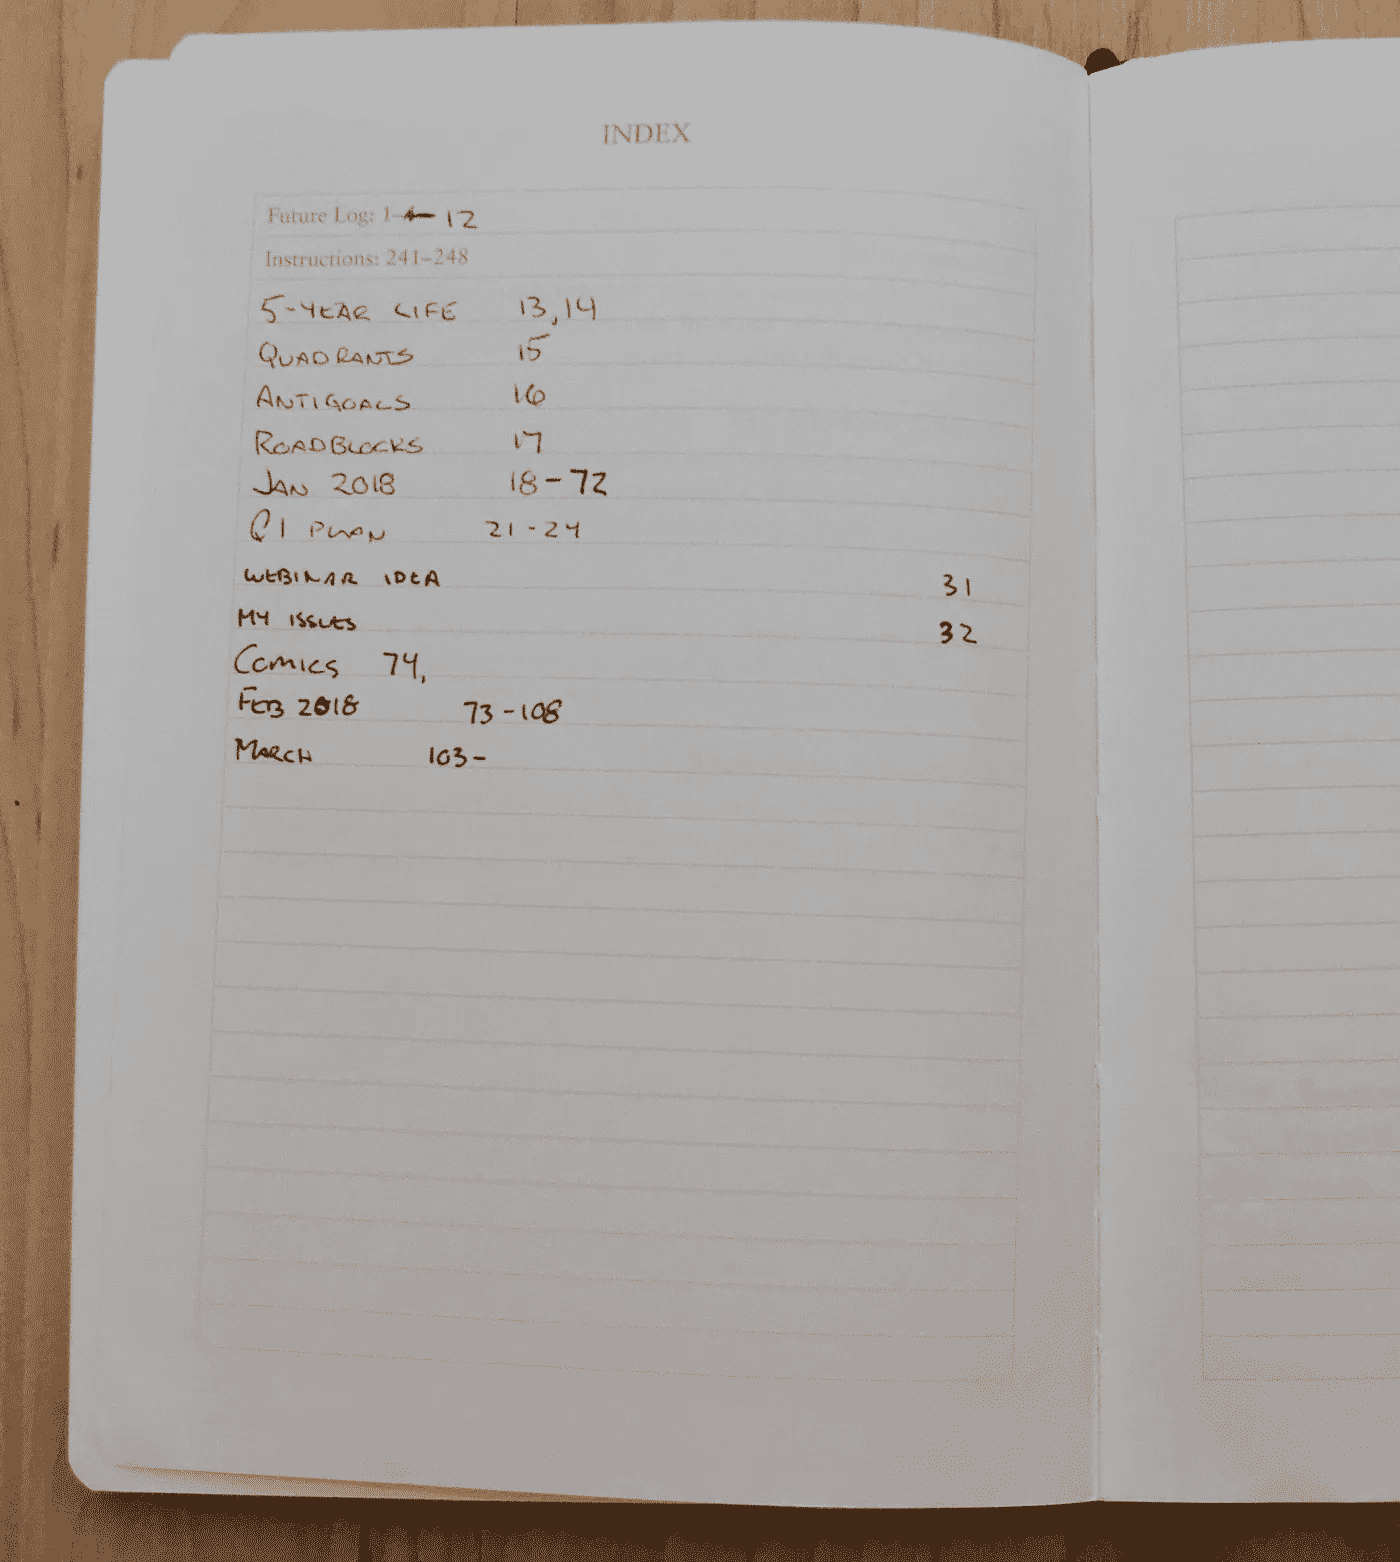 INDEX
Future Log: 1– 12
Instructions: 241–248
5-YEAR LIFE 13,14
QUADRANTS 15
ANTIGOALS 16
ROADBLOCKS 17
JAN 2018 18-72
Q1 PLAN 21-24
WEBINAR IDEA 31
MY ISSUES 32
COMICS 74,
FEB 2018 73-108
MARCH 103-